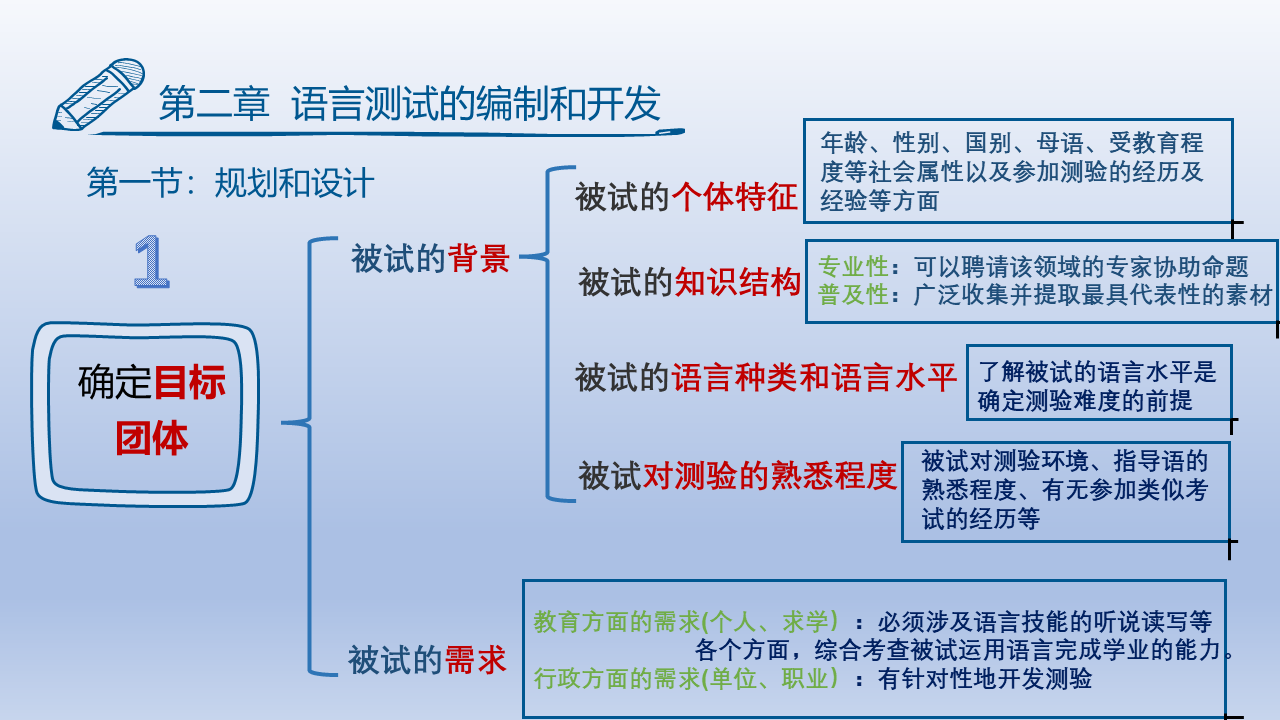 第二章 语言测试的编制和开发
第一节：规划和设计
1
确定目标
团体
被试的背景
被试的个体特征
年龄、性别、国别、母语、受教育程
度等社会属性以及参加测验的经历及
经验等方面
被试的知识结构
专业性：可以聘请该领域的专家协助命题
普及性：广泛收集并提取最具代表性的素材
被试的语言种类和语言水平
了解被试的语言水平是
确定测验难度的前提
被试对测验的熟悉程度
被试对测验环境、指导语的
熟悉程度、有无参加类似考
试的经历等
被试的需求
教育方面的需求(个人、求学）：必须涉及语言技能的听说读写等
各个方面，综合考查被试运用语言完成学业的能力。
行政方面的需求(单位、职业）：有针对性地开发测验